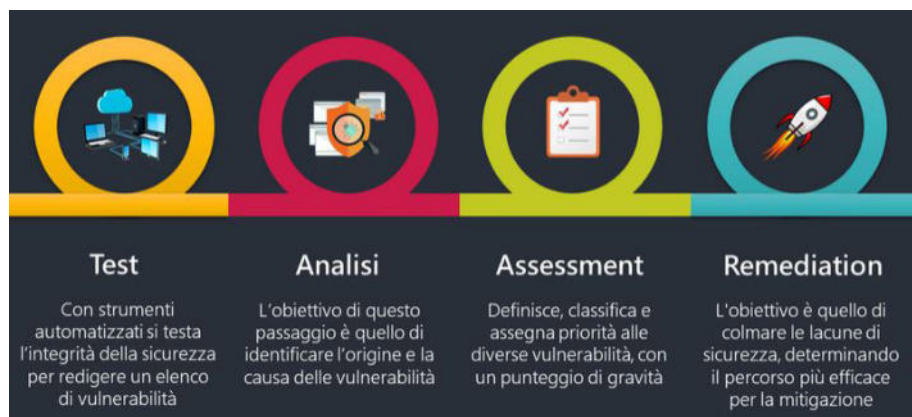 Test
Con strumenti
automatizzati si testa
l'integrità della sicurezza
per redigere un elenco
di vulnerabilità
Analisi
L'obiettivo di questo
passaggio è quello di
identificare l'origine e la
causa delle vulnerabilità
Assessment
Definisce, classifica e
assegna priorità alle
diverse vulnerabilità, con
un punteggio di gravità
Remediation
L'obiettivo è quello di
colmare le lacune di
sicurezza, determinando
il percorso più efficace
per la mitigazione